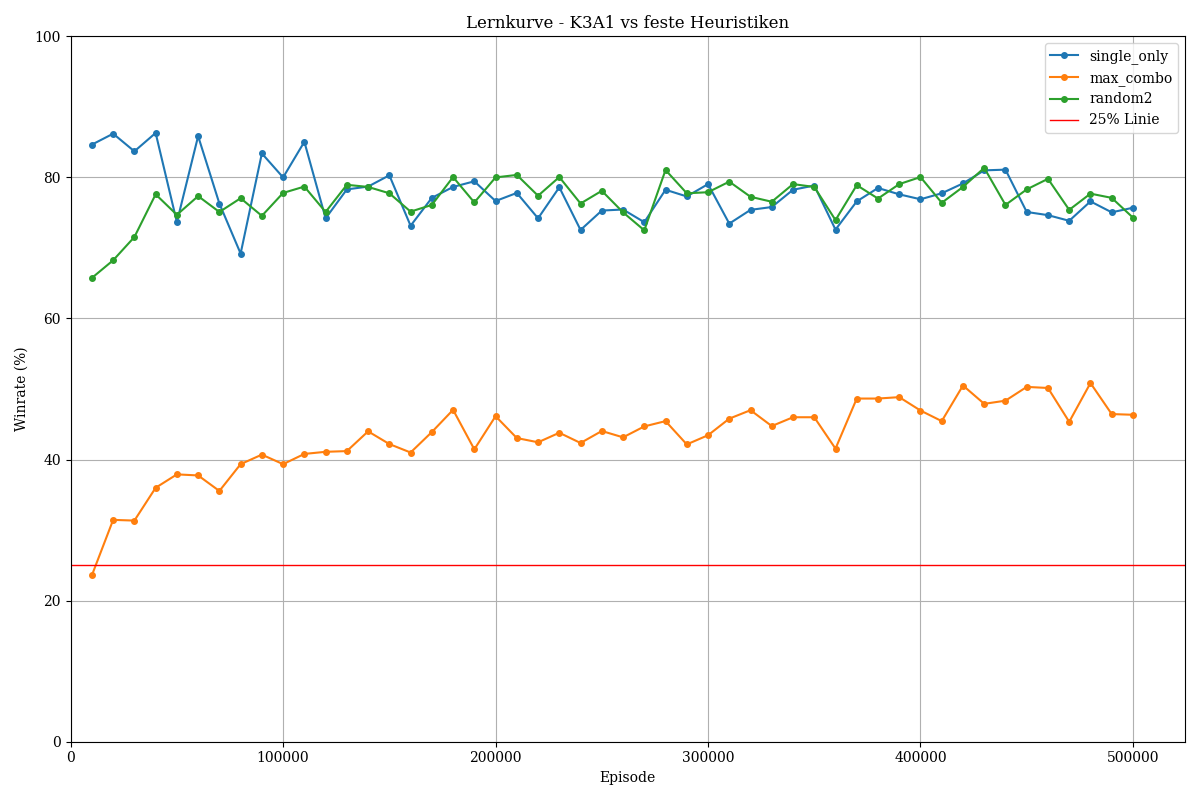 Lernkurve - K3A1 vs feste Heuristiken
100
80
60
40
20
0
Winrate (%)
0 100000 200000 300000 400000 500000
Episode
single_only
max_combo
random2
25% Linie